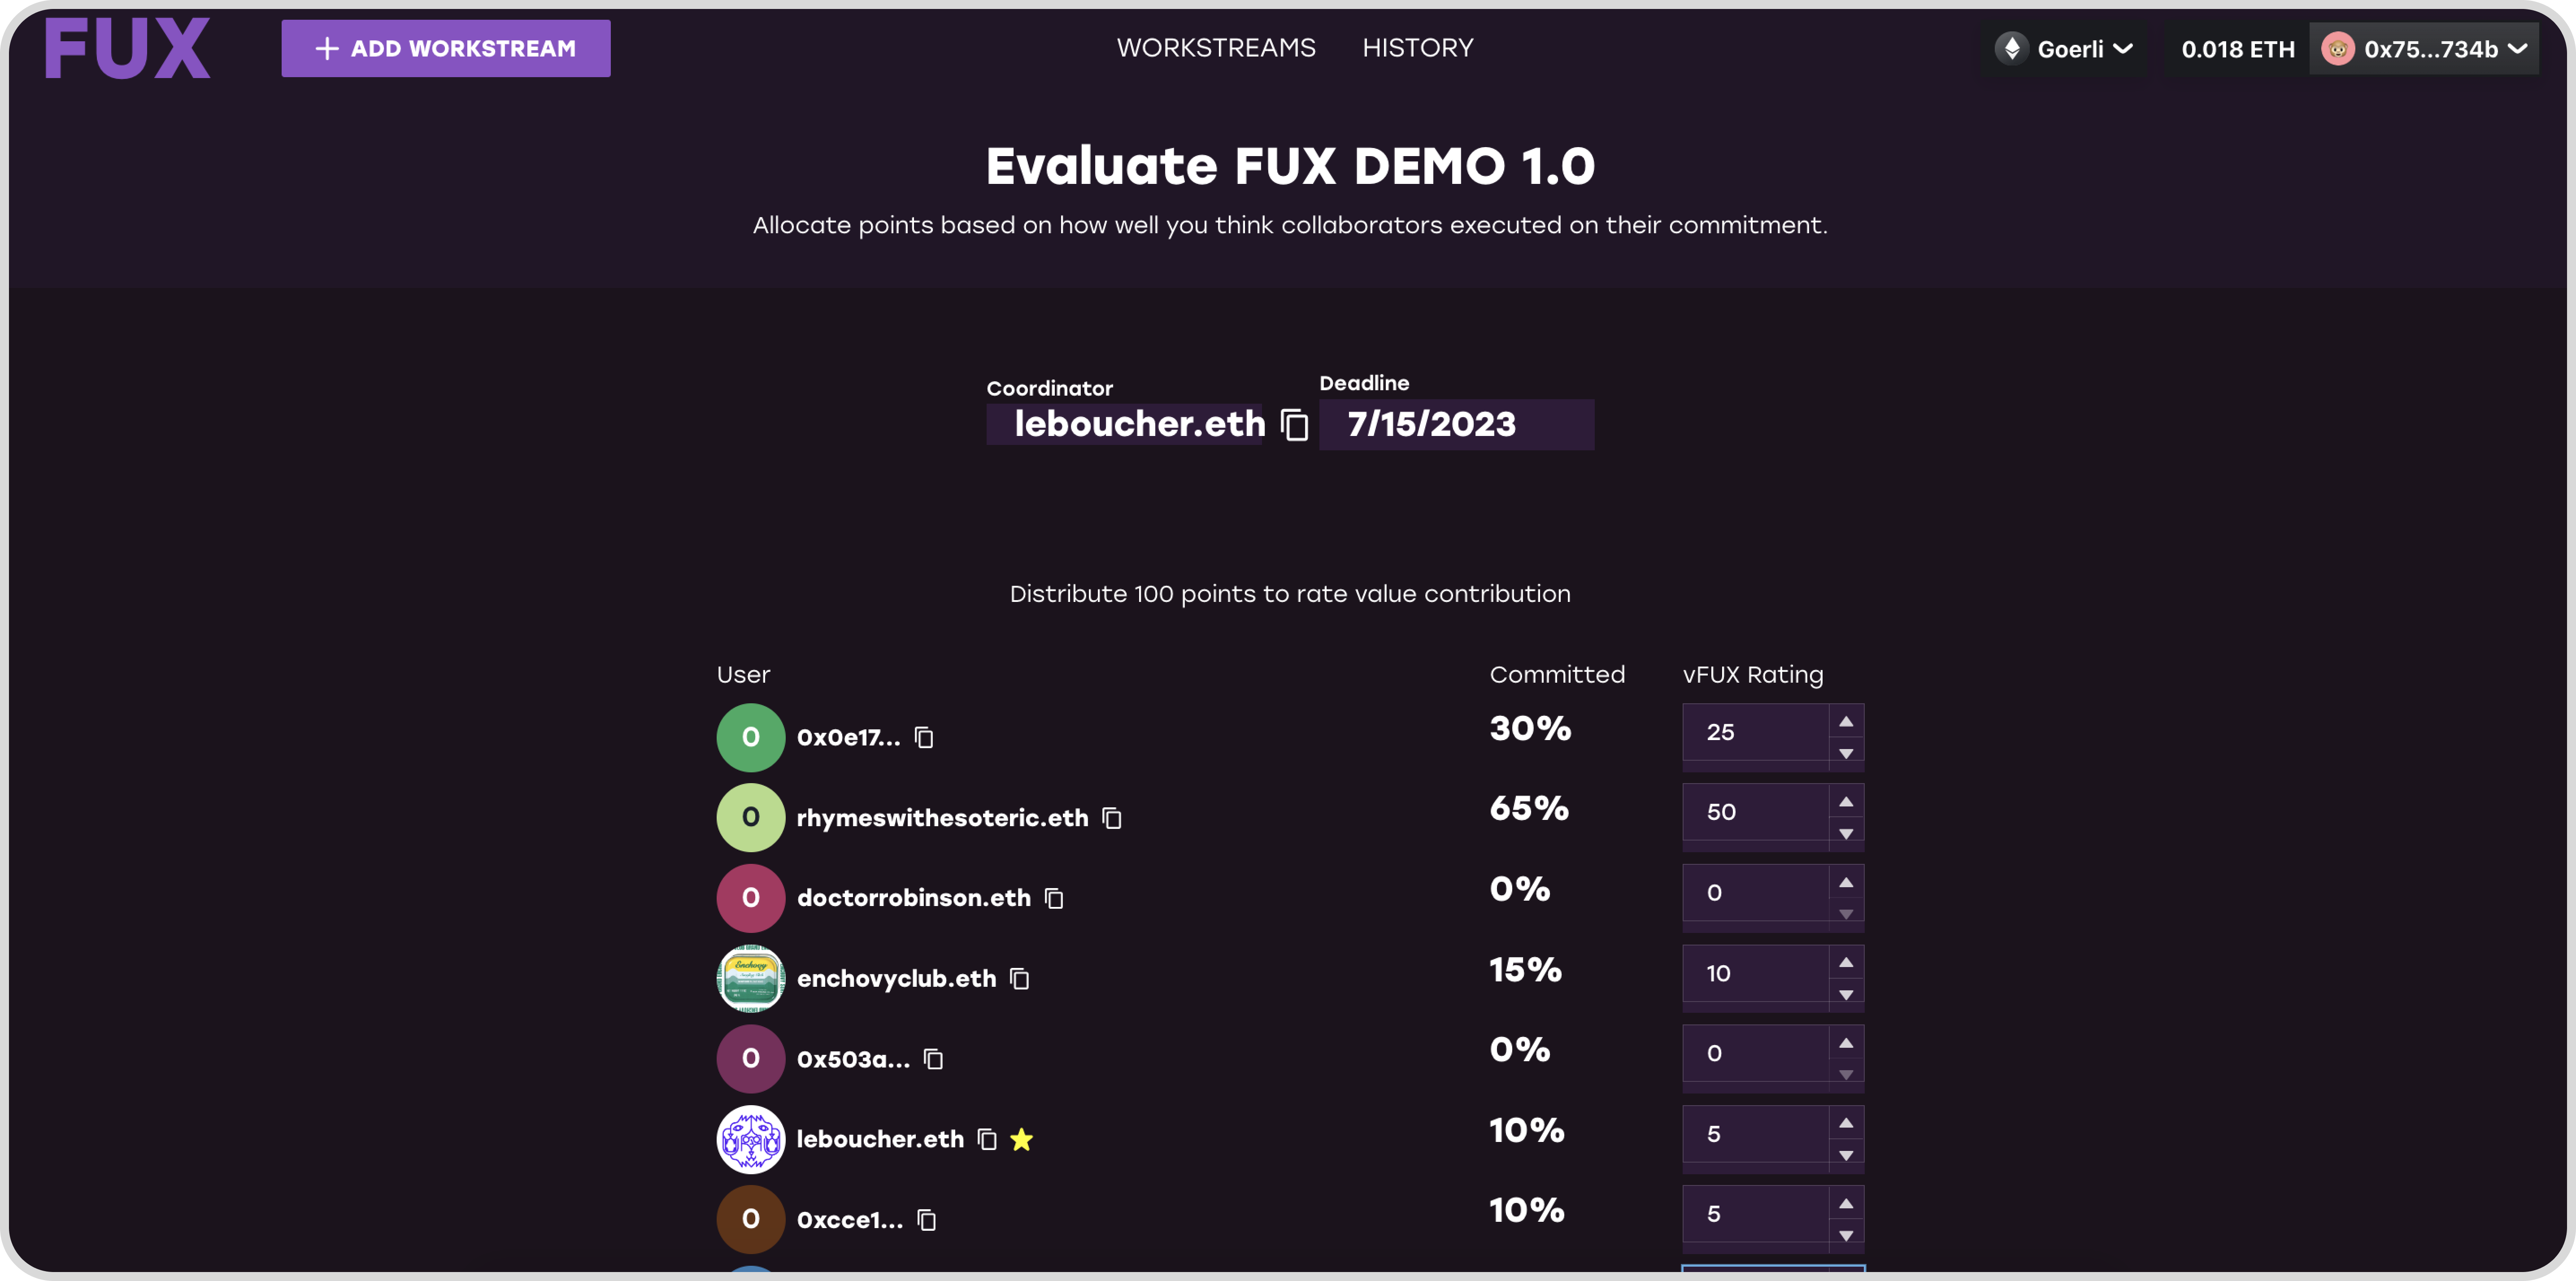 FUX
+ ADD WORKSTREAM
WORKSTREAMS
HISTORY
Goerli
0.018 ETH
0x75...734b
Evaluate FUX DEMO 1.0
Allocate points based on how well you think collaborators executed on their commitment.
Coordinator
leboucher.eth
Deadline
7/15/2023
Distribute 100 points to rate value contribution
User Committed vFUX Rating
0 0x0e17... 30% 25
0 rhymeswithesoteric.eth 65% 50
0 doctorrobinson.eth 0% 0
Enchovy
enchovyclub.eth 15% 10
0 0x503a... 0% 0
leboucher.eth 10% 5
0 0xcce1... 10% 5